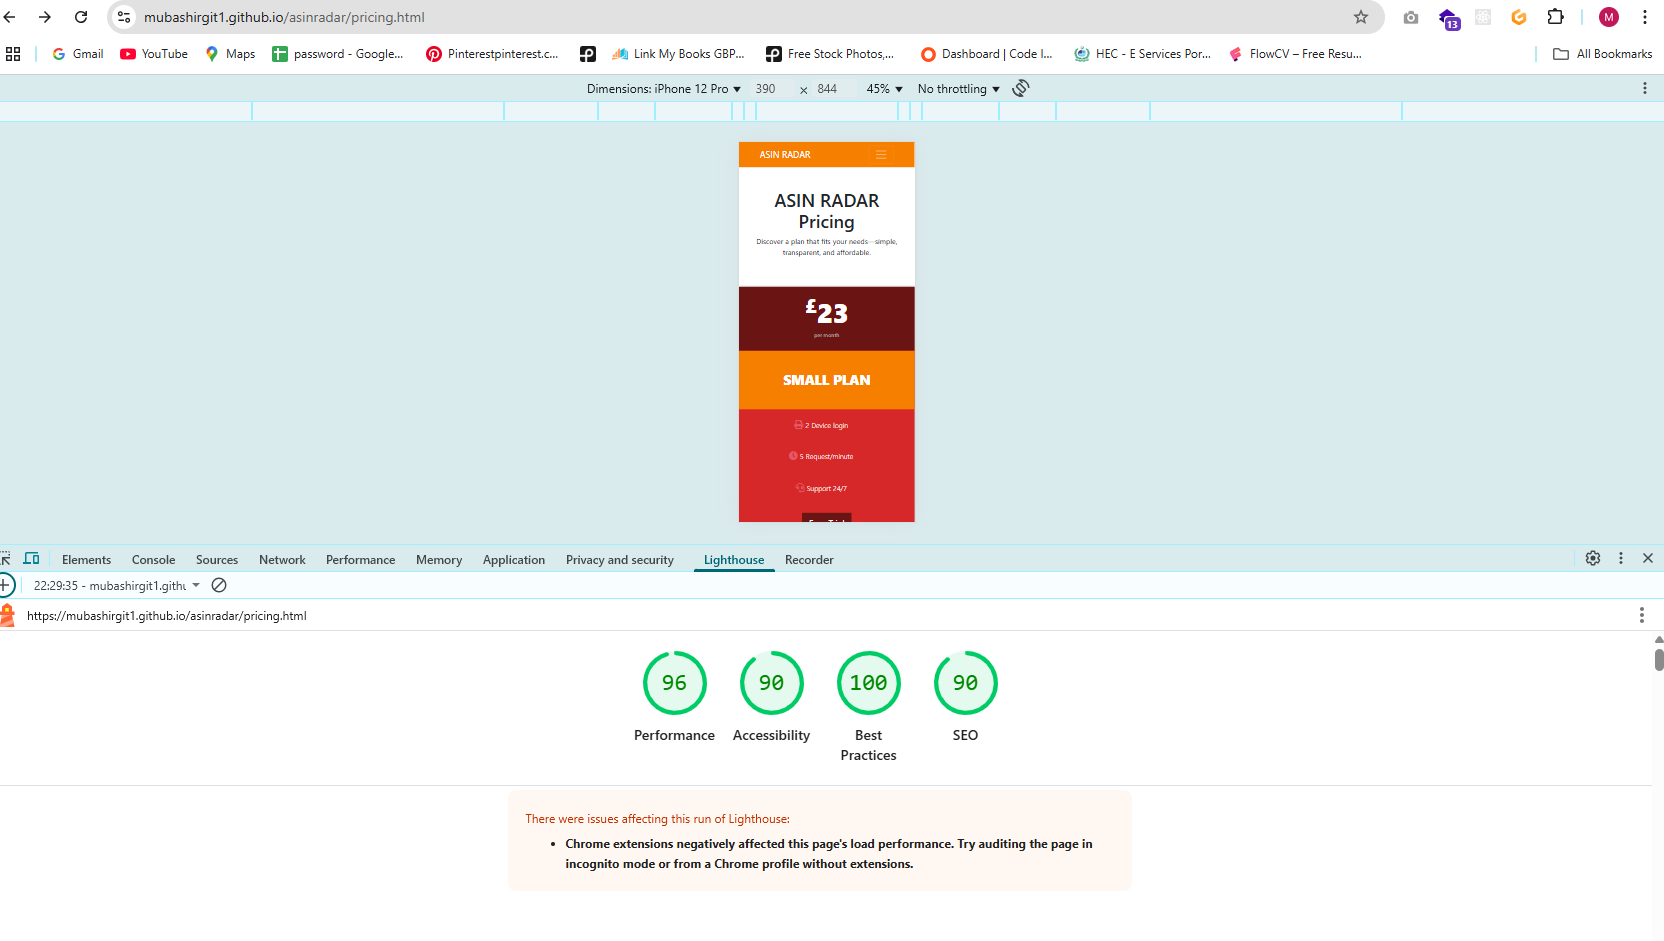 mubashirgit1.github.io/asinradar/pricing.html
13
M
Gmail
YouTube
Maps
password - Google...
Pinterestpinterest.c...
Link My Books GBP...
Free Stock Photos,...
Dashboard | Code I...
HEC - E Services Por...
FlowCV – Free Resu...
All Bookmarks
Dimensions: iPhone 12 Pro 390 × 844 45% No throttling
ASIN RADAR
ASIN RADAR
Pricing
Discover a plan that fits your needs—simple,
transparent, and affordable.
£23
per month
SMALL PLAN
2 Device login
5 Request/minute
Support 24/7
Elements Console Sources Network Performance Memory Application Privacy and security Lighthouse Recorder
22:29:35 - mubashirgit1.githu
https://mubashirgit1.github.io/asinradar/pricing.html
96 90 100 90
Performance Accessibility Best Practices SEO
There were issues affecting this run of Lighthouse:
• Chrome extensions negatively affected this page's load performance. Try auditing the page in
incognito mode or from a Chrome profile without extensions.